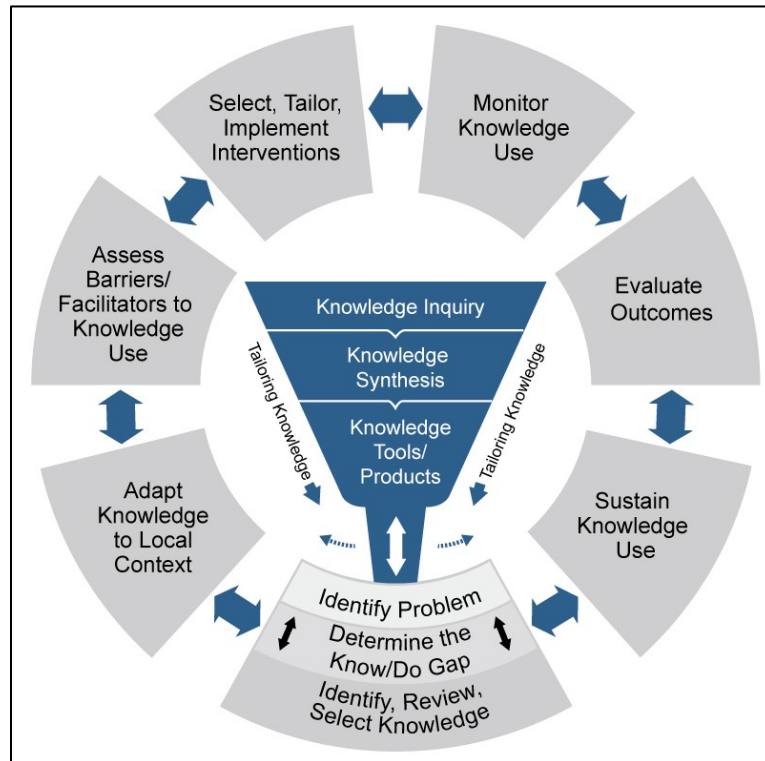 Select, Tailor,
Implement
Interventions
Monitor
Knowledge
Use
Assess
Barriers/
Facilitators to
Knowledge
Use
Evaluate
Outcomes
Knowledge Inquiry
Knowledge
Synthesis
Knowledge
Tools/
Products
Tailoring Knowledge
Tailoring Knowledge
Adapt
Knowledge
to Local
Context
Sustain
Knowledge
Use
Identify Problem
Determine the
Know/Do Gap
Identify, Review,
Select Knowledge